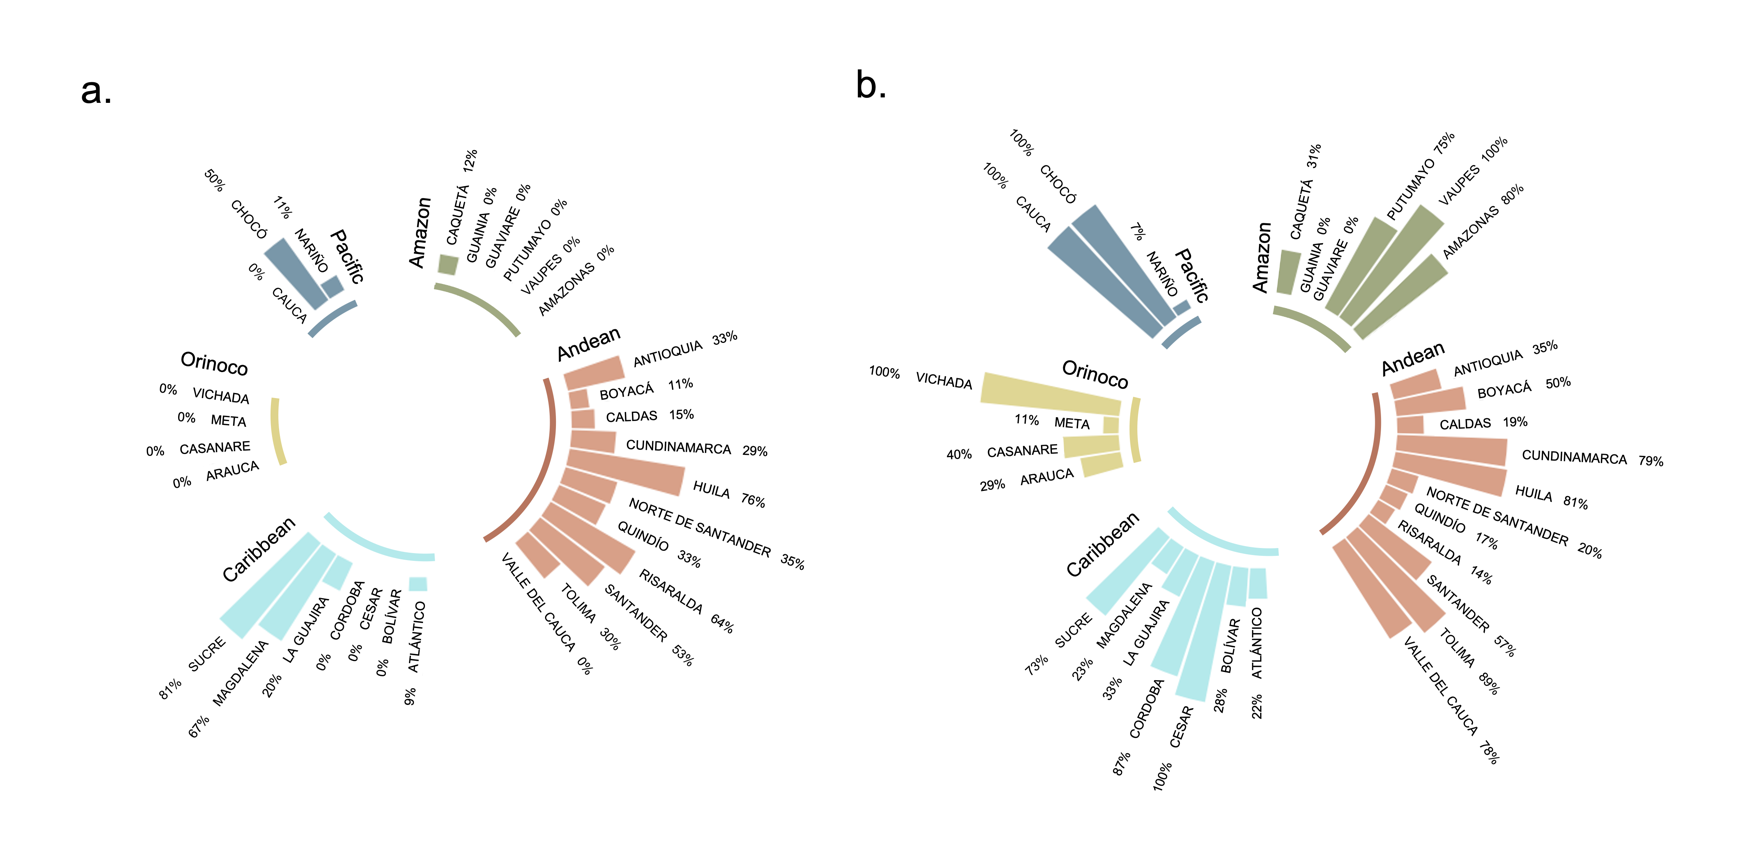 a.
Amazon
CAQUETÁ 12%
GUAINIA 0%
GUAVIARE 0%
PUTUMAYO 0%
VAUPES 0%
AMAZONAS 0%
Andean
ANTIOQUIA 33%
BOYACÁ 11%
CALDAS 15%
CUNDINAMARCA 29%
HUILA 76%
NORTE DE SANTANDER 35%
QUINDÍO 33%
RISARALDA 64%
SANTANDER 53%
TOLIMA 30%
VALLE DEL CAUCA 0%
Caribbean
9% ATLÁNTICO
0% BOLÍVAR
0% CESAR
0% CORDOBA
20% LA GUAJIRA
67% MAGDALENA
81% SUCRE
Orinoco
0% ARAUCA
0% CASANARE
0% META
0% VICHADA
Pacific
0% CAUCA
50% CHOCÓ
11% NARIÑO
b.
Amazon
CAQUETÁ 31%
GUAINIA 0%
GUAVIARE 0%
PUTUMAYO 75%
VAUPES 100%
AMAZONAS 80%
Andean
ANTIOQUIA 35%
BOYACÁ 50%
CALDAS 19%
CUNDINAMARCA 79%
HUILA 81%
NORTE DE SANTANDER 20%
QUINDÍO 17%
RISARALDA 14%
SANTANDER 57%
TOLIMA 89%
VALLE DEL CAUCA 78%
Caribbean
22% ATLÁNTICO
28% BOLÍVAR
100% CESAR
87% CORDOBA
33% LA GUAJIRA
23% MAGDALENA
73% SUCRE
Orinoco
29% ARAUCA
40% CASANARE
11% META
100% VICHADA
Pacific
100% CAUCA
100% CHOCÓ
7% NARIÑO